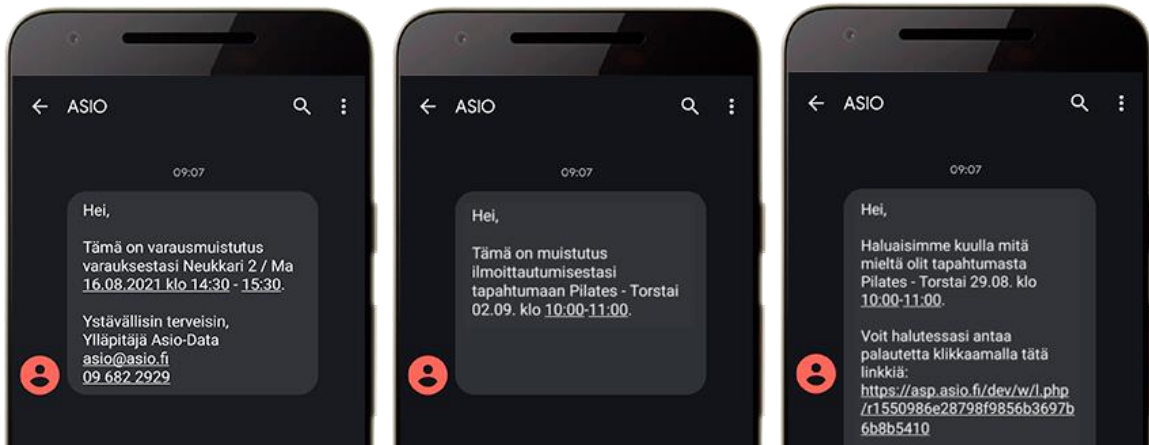 ASIO
09:07
Hei,
Tämä on varausmuistutus
varauksestasi Neukkari 2 / Ma
16.08.2021 klo 14:30 - 15:30.
Ystävällisin terveisin,
Ylläpitäjä Asio-Data
asio@asio.fi
09 682 2929
ASIO
09:07
Hei,
Tämä on muistutus
ilmoittautumisestasi
tapahtumaan Pilates - Torstai
02.09. klo 10:00-11:00.
ASIO
09:07
Hei,
Haluaisimme kuulla mitä
mieltä olit tapahtumasta
Pilates - Torstai 29.08. klo
10:00-11:00.
Voit halutessasi antaa
palautetta klikkaamalla tätä
linkkiä:
https://asp.asio.fi/dev/w/l.php
/r1550986e28798f9856b3697b
6b8b5410